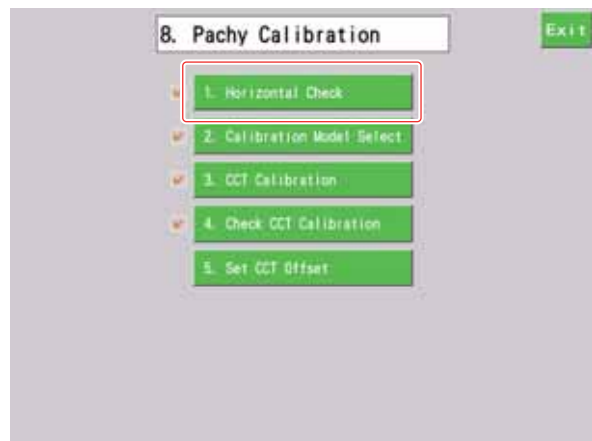 8. Pachy Calibration
Exit
1. Horizontal Check
2. Calibration Model Select
3. CCT Calibration
4. Check CCT Calibration
5. Set CCT Offset